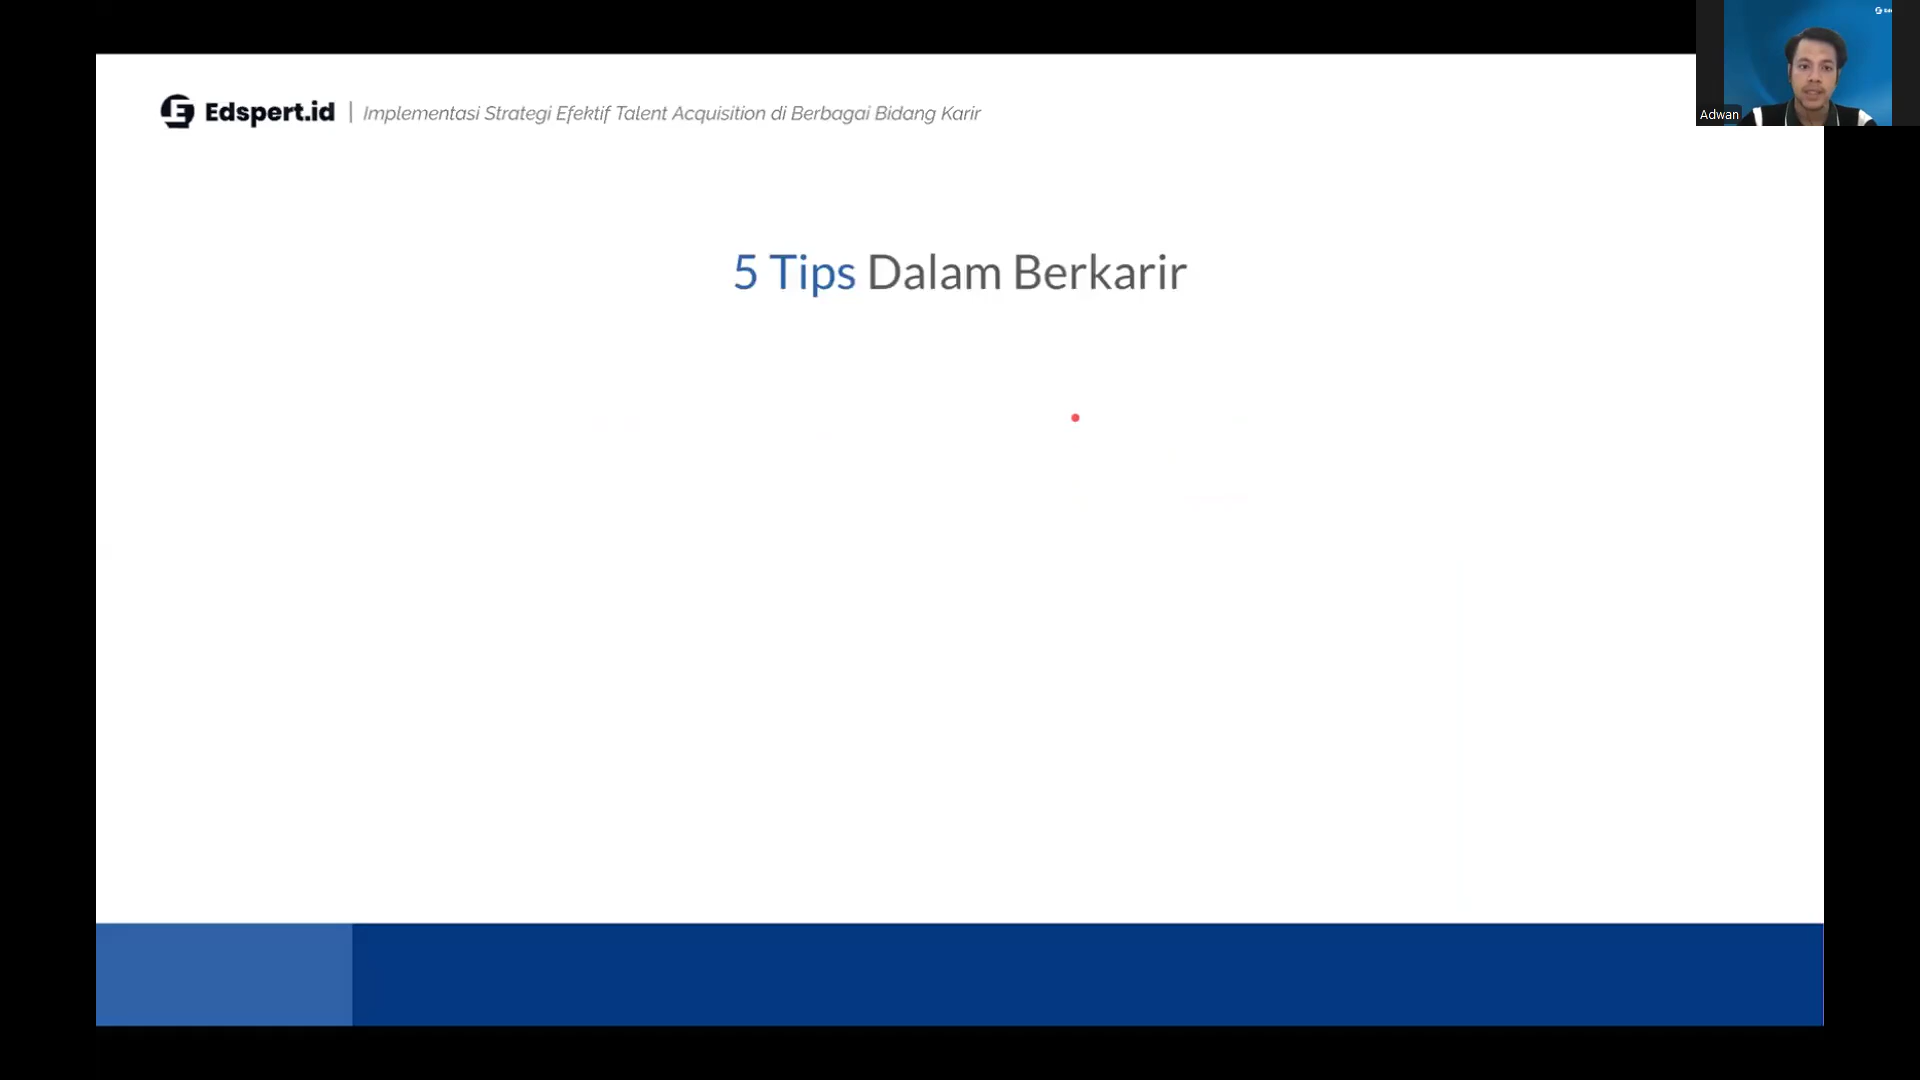 Edspert.id | Implementasi Strategi Efektif Talent Acquisition di Berbagai Bidang Karir
Adwan
5 Tips Dalam Berkarir